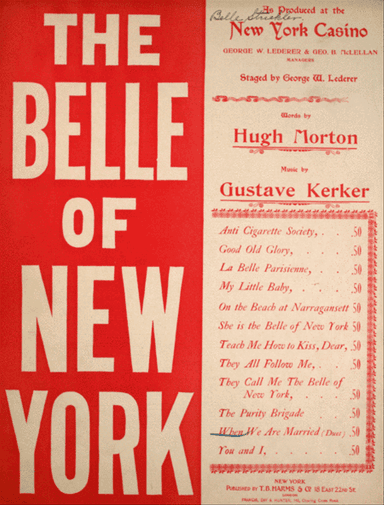 THE
BELLE
OF
NEW
YORK
As Produced at the
Belle Strickler
New York Casino
GEORGE W. LEDERER & GEO. B. McLELLAN
MANAGERS
Staged by George W. Lederer
Words by
Hugh Morton
Music by
Gustave Kerker
Anti Cigarette Society, . . .50
Good Old Glory, . . . .50
La Belle Parisienne, . . . .50
My Little Baby, . . . .50
On the Beach at Narragansett .50
She is the Belle of New York .50
Teach Me How to Kiss, Dear, .50
They All Follow Me, . . . .50
They Call Me The Belle of
New York, . . . .50
The Purity Brigade .50
When We Are Married (Duet) .50
You and I, . . . . .50
NEW YORK
PUBLISHED BY T. B. HARMS & CO 18 EAST 22ND ST.
LONDON